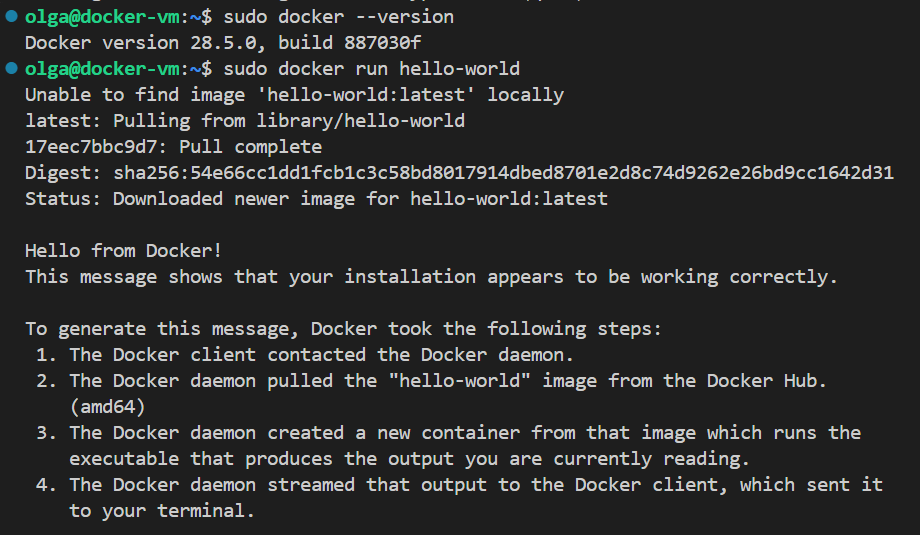 olga@docker-vm:~$ sudo docker --version
Docker version 28.5.0, build 887030f
olga@docker-vm:~$ sudo docker run hello-world
Unable to find image 'hello-world:latest' locally
latest: Pulling from library/hello-world
17eec7bbc9d7: Pull complete
Digest: sha256:54e66cc1dd1fcb1c3c58bd8017914dbed8701e2d8c74d9262e26bd9cc1642d31
Status: Downloaded newer image for hello-world:latest

Hello from Docker!
This message shows that your installation appears to be working correctly.

To generate this message, Docker took the following steps:
 1. The Docker client contacted the Docker daemon.
 2. The Docker daemon pulled the "hello-world" image from the Docker Hub.
    (amd64)
 3. The Docker daemon created a new container from that image which runs the
    executable that produces the output you are currently reading.
 4. The Docker daemon streamed that output to the Docker client, which sent it
    to your terminal.